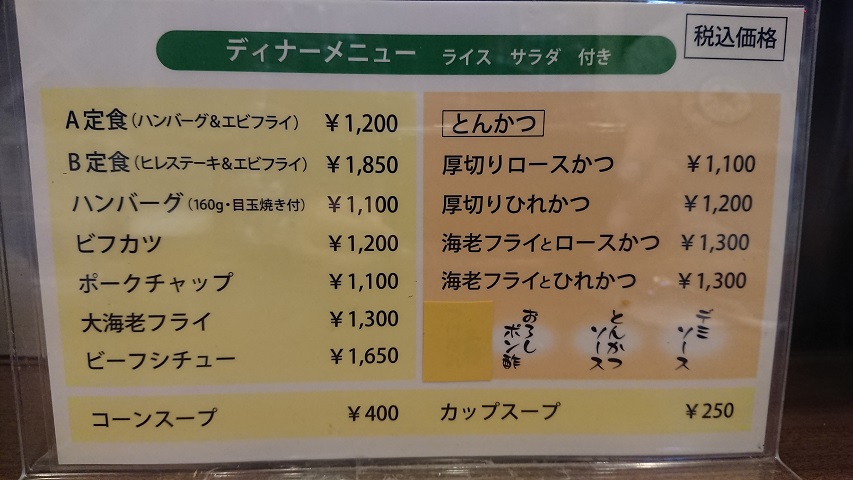 ディナーメニュー ライス サラダ 付き
税込価格
A定食(ハンバーグ&エビフライ) ¥1,200
B定食(ヒレステーキ&エビフライ) ¥1,850
ハンバーグ(160g・目玉焼き付) ¥1,100
ビフカツ ¥1,200
ポークチャップ ¥1,100
大海老フライ ¥1,300
ビーフシチュー ¥1,650
とんかつ
厚切りロースかつ ¥1,100
厚切りひれかつ ¥1,200
海老フライとロースかつ ¥1,300
海老フライとひれかつ ¥1,300
デミソース
とんかつソース
おろしポン酢
コーンスープ ¥400
カップスープ ¥250